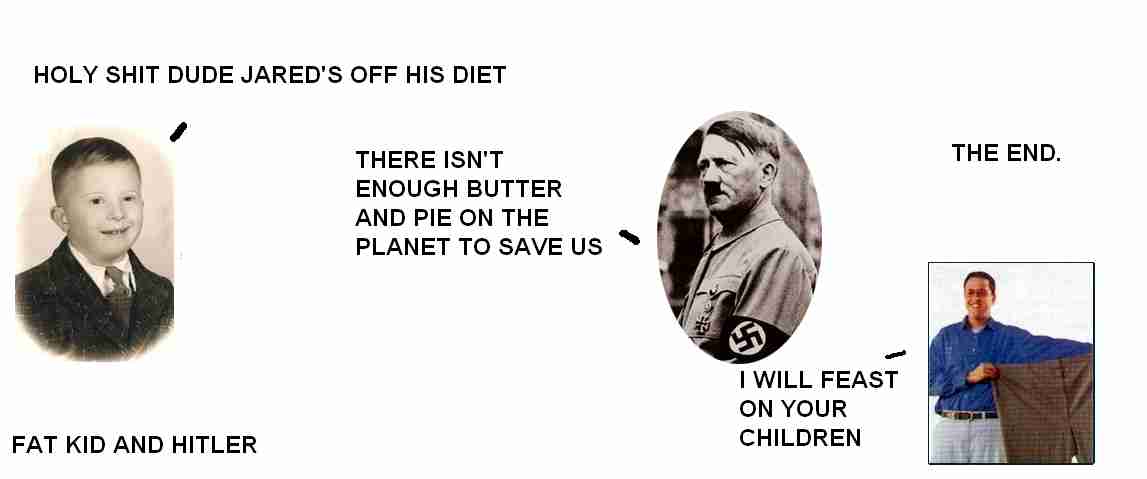 HOLY SHIT DUDE JARED'S OFF HIS DIET
THERE ISN'T
ENOUGH BUTTER
AND PIE ON THE
PLANET TO SAVE US
THE END.
I WILL FEAST
ON YOUR
CHILDREN
FAT KID AND HITLER